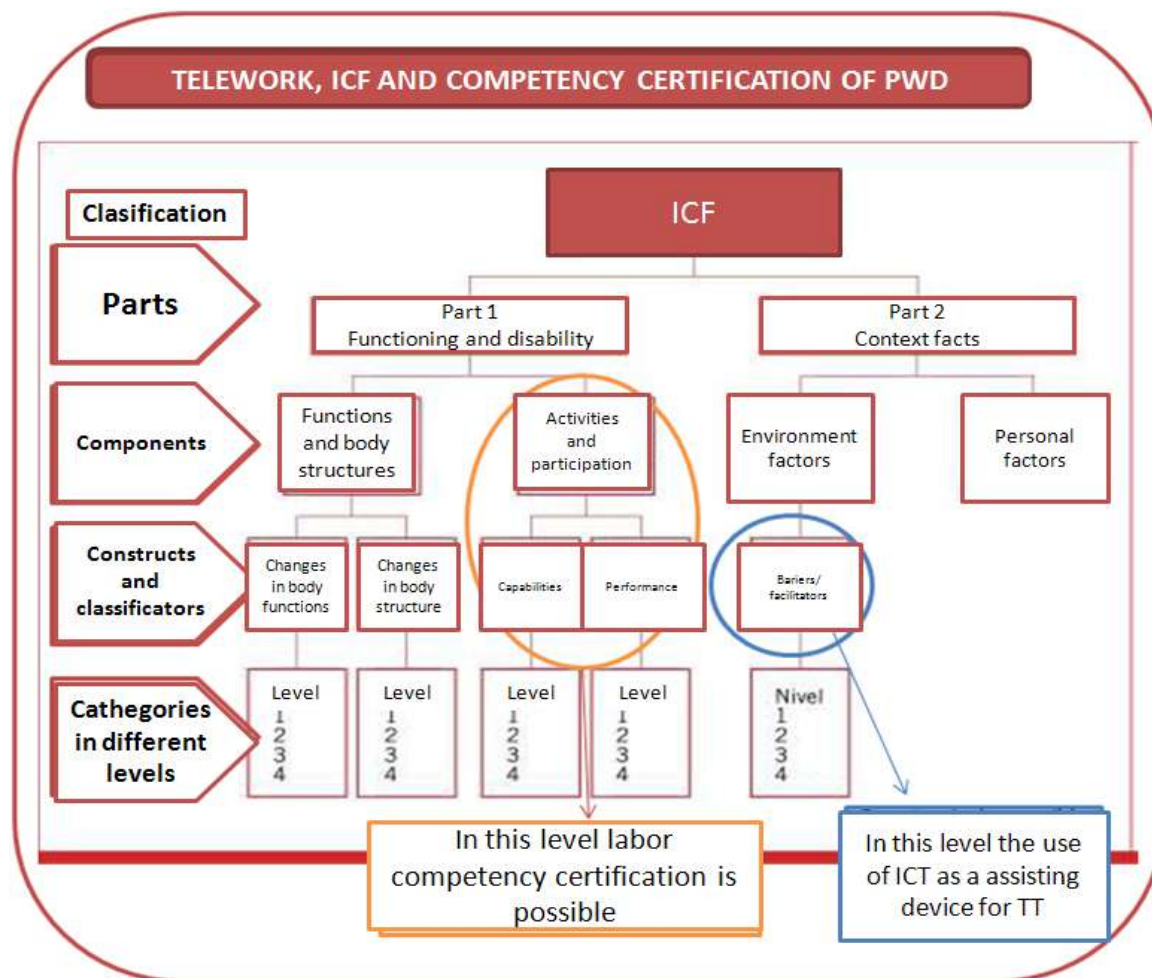 TELEWORK, ICF AND COMPETENCY CERTIFICATION OF PWD
Clasification
ICF
Parts
Part 1
Functioning and disability
Part 2
Context facts
Components
Functions
and body
structures
Activities
and
participation
Environment
factors
Personal
factors
Constructs
and
classificators
Changes
in body
functions
Changes
in body
structure
Capabilities
Performance
Bariers/
facilitators
Cathegories
in different
levels
Level
1
2
3
4
Level
1
2
3
4
Level
1
2
3
4
Level
1
2
3
4
Nivel
1
2
3
4
In this level labor
competency certification is
possible
In this level the use
of ICT as a assisting
device for TT